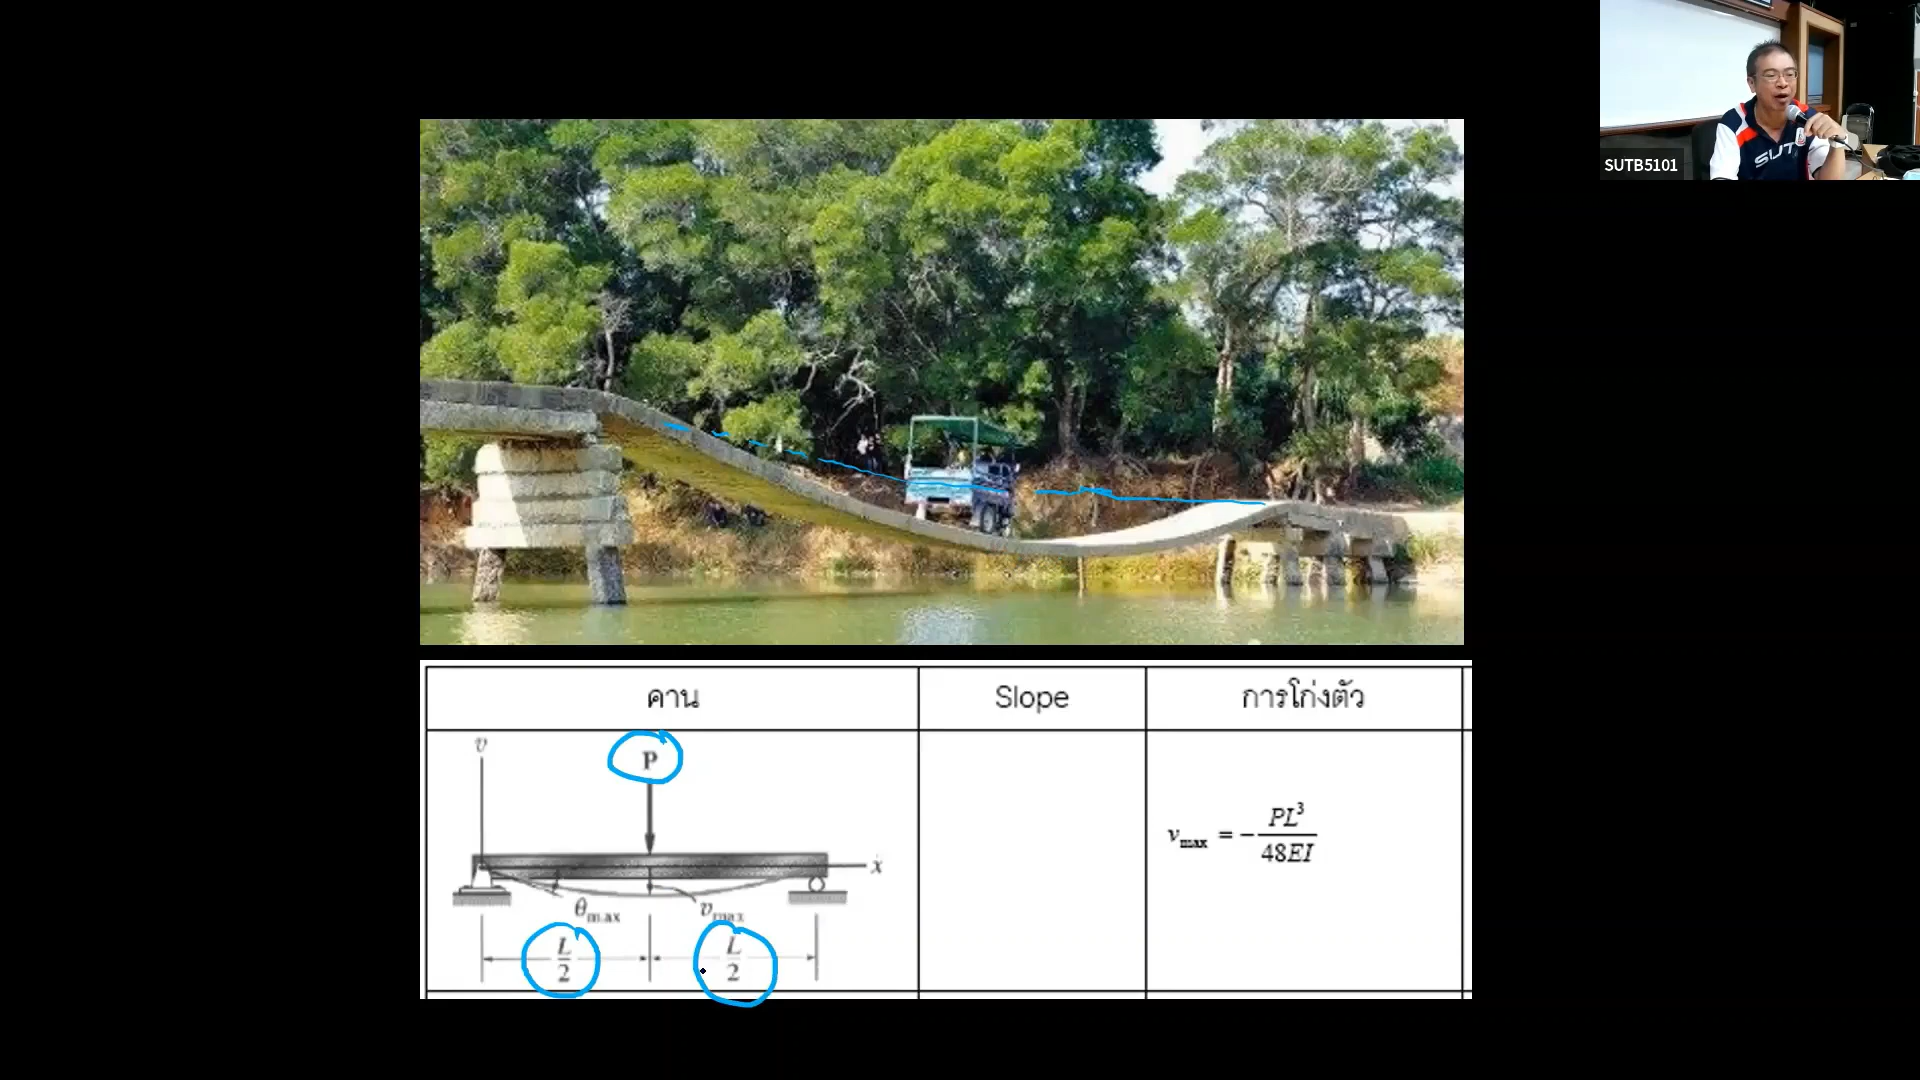 SUT
SUTB5101
คาน Slope การโก่งตัว
v
P
x
θmax vmax
L/2 L/2
vmax = - PL³/48EI